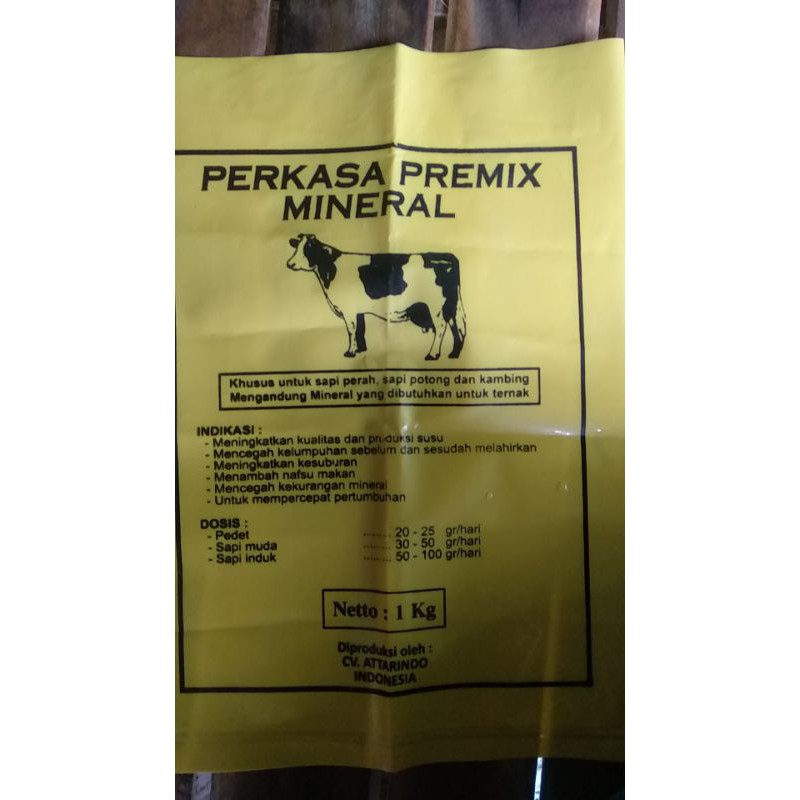 PERKASA PREMIX
MINERAL
Khusus untuk sapi perah, sapi potong dan kambing
Mengandung Mineral yang dibutuhkan untuk ternak
INDIKASI :
- Meningkatkan kualitas dan produksi susu
- Mencegah kelumpuhan sebelum dan sesudah melahirkan
- Meningkatkan kesuburan
- Menambah nafsu makan
- Mencegah kekurangan mineral
- Untuk mempercepat pertumbuhan
DOSIS :
- Pedet ......... 20 - 25 gr/hari
- Sapi muda ......... 30 - 50 gr/hari
- Sapi induk ......... 50 - 100 gr/hari
Netto : 1 Kg
Diproduksi oleh :
CV. ATTARINDO
INDONESIA